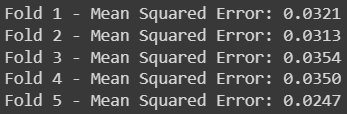 Fold 1 - Mean Squared Error: 0.0321
Fold 2 - Mean Squared Error: 0.0313
Fold 3 - Mean Squared Error: 0.0354
Fold 4 - Mean Squared Error: 0.0350
Fold 5 - Mean Squared Error: 0.0247